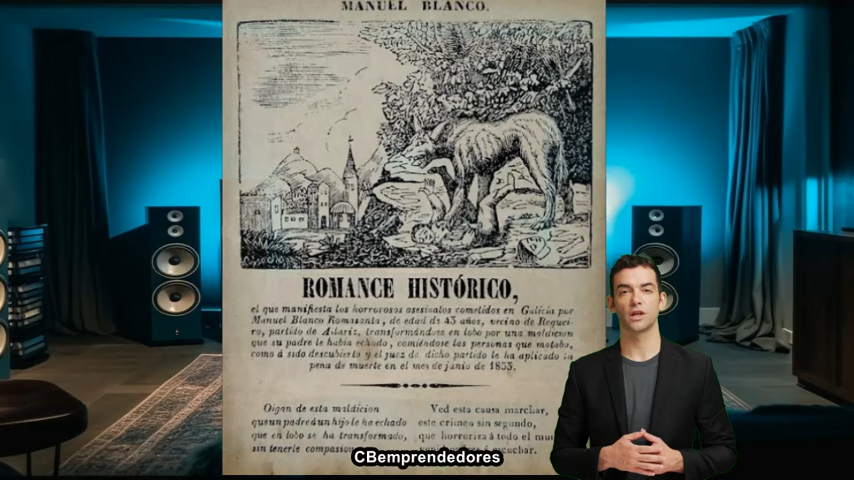 MANUEL BLANCO.
ROMANCE HISTÓRICO,
el que manifiesta los horrorosos asesinatos cometidos en Galicia por
Manuel Blanco Romasanta, de edad ds 43 años, vecino de Reguei-
ro, partido de Allariz, transformándose en lobo por una maldicion
que su padre le habia echado, comiéndose las personas que mataba,
como á sido descubierto y el juez de dicho partido le ha aplicado la
pena de muerte en el mes de junio de 1853.
Oigan de esta maldicion
que un padre á un hijo le ha echado
que en lobo se ha transformado,
sin tenerle compasion
Ved esta causa marchar,
este crimen sin segundo,
que horroriza á todo el
escuchar.
CBemprendedores